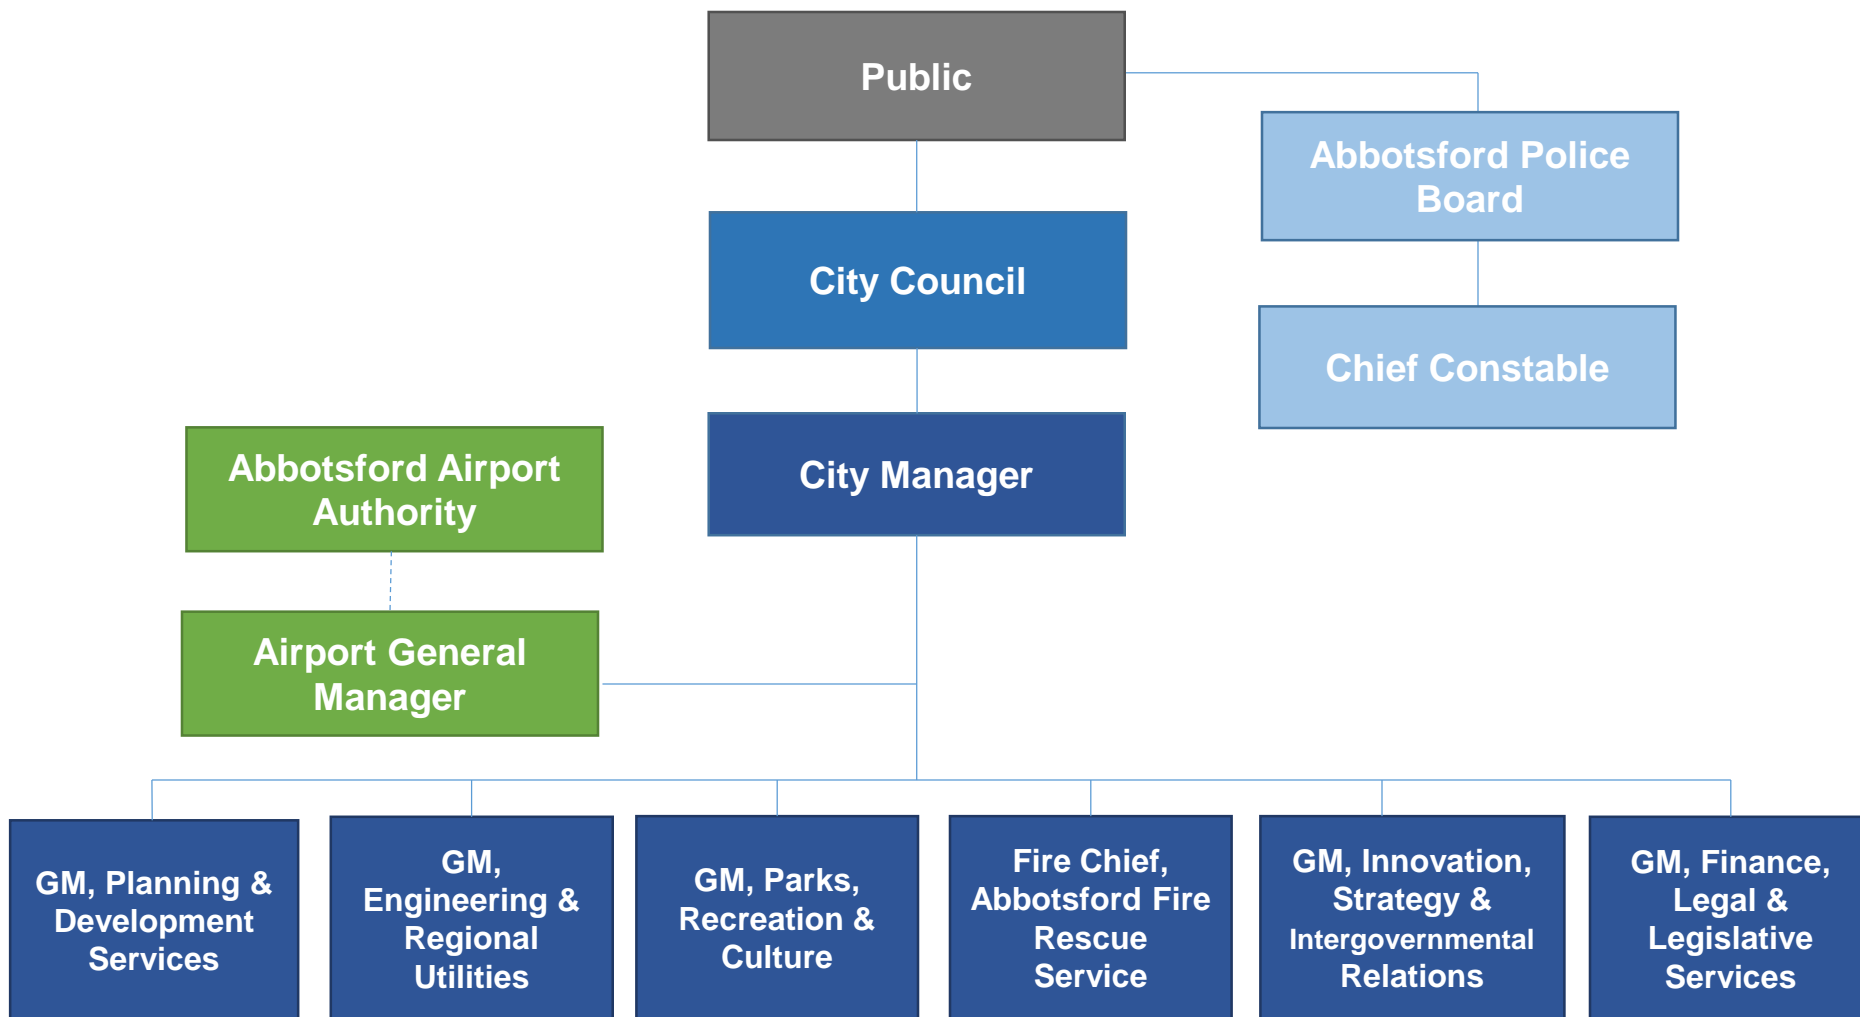 Public
Abbotsford Police
Board
City Council
Chief Constable
City Manager
Abbotsford Airport
Authority
Airport General
Manager
GM, Planning &
Development
Services
GM,
Engineering &
Regional
Utilities
GM, Parks,
Recreation &
Culture
Fire Chief,
Abbotsford Fire
Rescue
Service
GM, Innovation,
Strategy &
Intergovernmental
Relations
GM, Finance,
Legal &
Legislative
Services